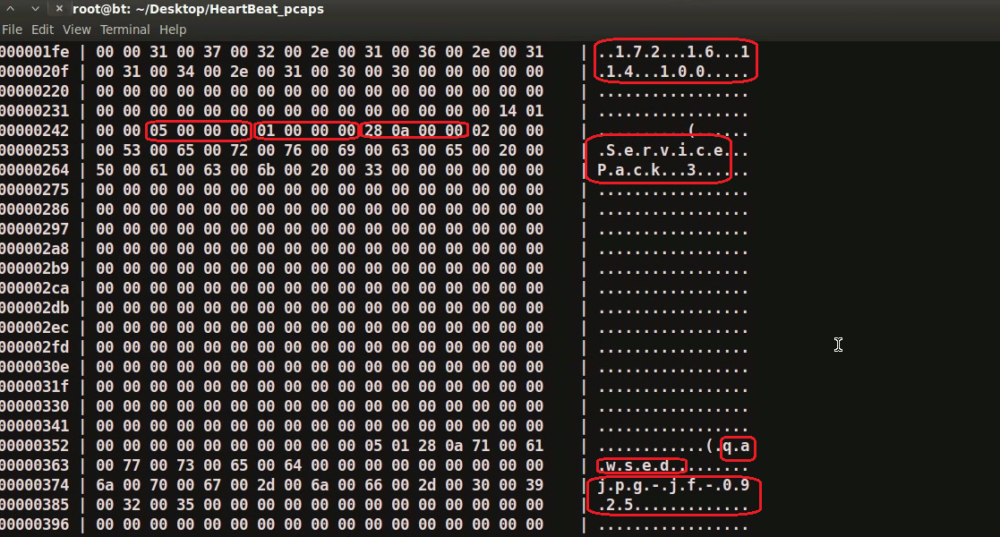 root@bt: ~/Desktop/HeartBeat_pcaps
File Edit View Terminal Help
000001fe | 00 00 31 00 37 00 32 00 2e 00 31 00 36 00 2e 00 31 | ..1.7.2...1.6...1
0000020f | 00 31 00 34 00 2e 00 31 00 30 00 30 00 00 00 00 00 | .1.4...1.0.0.....
00000220 | 00 00 00 00 00 00 00 00 00 00 00 00 00 00 00 00 00 | .................
00000231 | 00 00 00 00 00 00 00 00 00 00 00 00 00 00 00 14 01 | .................
00000242 | 00 00 05 00 00 00 01 00 00 00 28 0a 00 00 02 00 00 | ..........(......
00000253 | 00 53 00 65 00 72 00 76 00 69 00 63 00 65 00 20 00 | .S.e.r.v.i.c.e...
00000264 | 50 00 61 00 63 00 6b 00 20 00 33 00 00 00 00 00 00 | P.a.c.k...3......
00000275 | 00 00 00 00 00 00 00 00 00 00 00 00 00 00 00 00 00 | .................
00000286 | 00 00 00 00 00 00 00 00 00 00 00 00 00 00 00 00 00 | .................
00000297 | 00 00 00 00 00 00 00 00 00 00 00 00 00 00 00 00 00 | .................
000002a8 | 00 00 00 00 00 00 00 00 00 00 00 00 00 00 00 00 00 | .................
000002b9 | 00 00 00 00 00 00 00 00 00 00 00 00 00 00 00 00 00 | .................
000002ca | 00 00 00 00 00 00 00 00 00 00 00 00 00 00 00 00 00 | .................
000002db | 00 00 00 00 00 00 00 00 00 00 00 00 00 00 00 00 00 | .................
000002ec | 00 00 00 00 00 00 00 00 00 00 00 00 00 00 00 00 00 | .................
000002fd | 00 00 00 00 00 00 00 00 00 00 00 00 00 00 00 00 00 | .................
0000030e | 00 00 00 00 00 00 00 00 00 00 00 00 00 00 00 00 00 | .................
0000031f | 00 00 00 00 00 00 00 00 00 00 00 00 00 00 00 00 00 | .................
00000330 | 00 00 00 00 00 00 00 00 00 00 00 00 00 00 00 00 00 | .................
00000341 | 00 00 00 00 00 00 00 00 00 00 00 00 00 00 00 00 00 | .................
00000352 | 00 00 00 00 00 00 00 00 00 00 05 01 28 0a 71 00 61 | ............(.q.a
00000363 | 00 77 00 73 00 65 00 64 00 00 00 00 00 00 00 00 00 | .w.s.e.d.........
00000374 | 6a 00 70 00 67 00 2d 00 6a 00 66 00 2d 00 30 00 39 | j.p.g.-.j.f.-.0.9
00000385 | 00 32 00 35 00 00 00 00 00 00 00 00 00 00 00 00 00 | .2.5.............
00000396 | 00 00 00 00 00 00 00 00 00 00 00 00 00 00 00 00 00 | .................